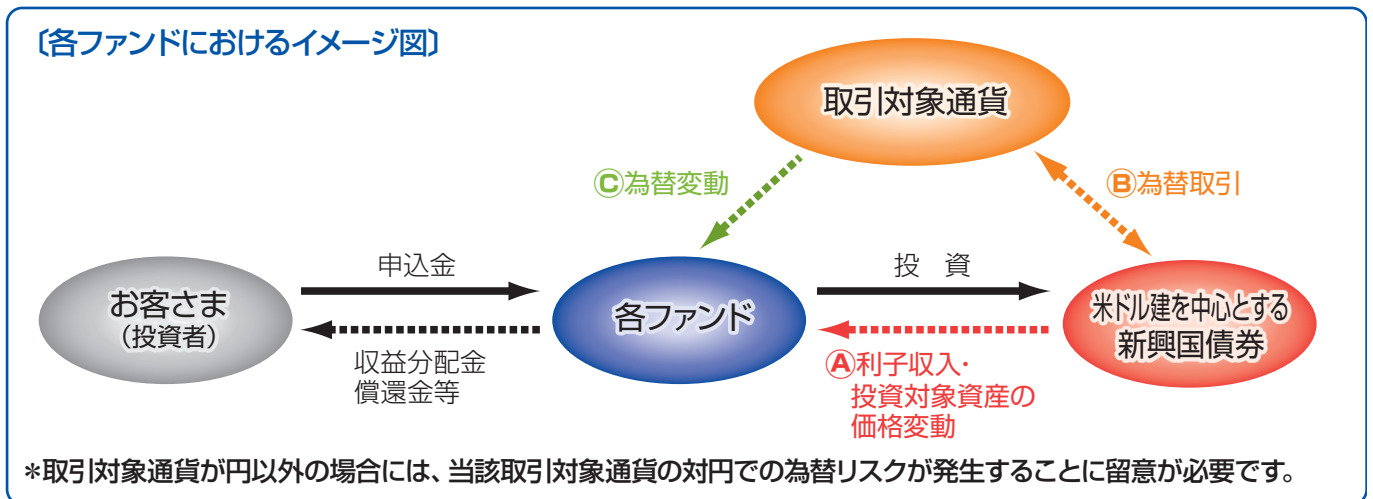 〔各ファンドにおけるイメージ図〕
取引対象通貨
Ⓒ為替変動
Ⓑ為替取引
申込金
投 資
お客さま
(投資者)
各ファンド
米ドル建を中心とする
新興国債券
収益分配金
償還金等
Ⓐ利子収入・
投資対象資産の
価格変動
*取引対象通貨が円以外の場合には、当該取引対象通貨の対円での為替リスクが発生することに留意が必要です。